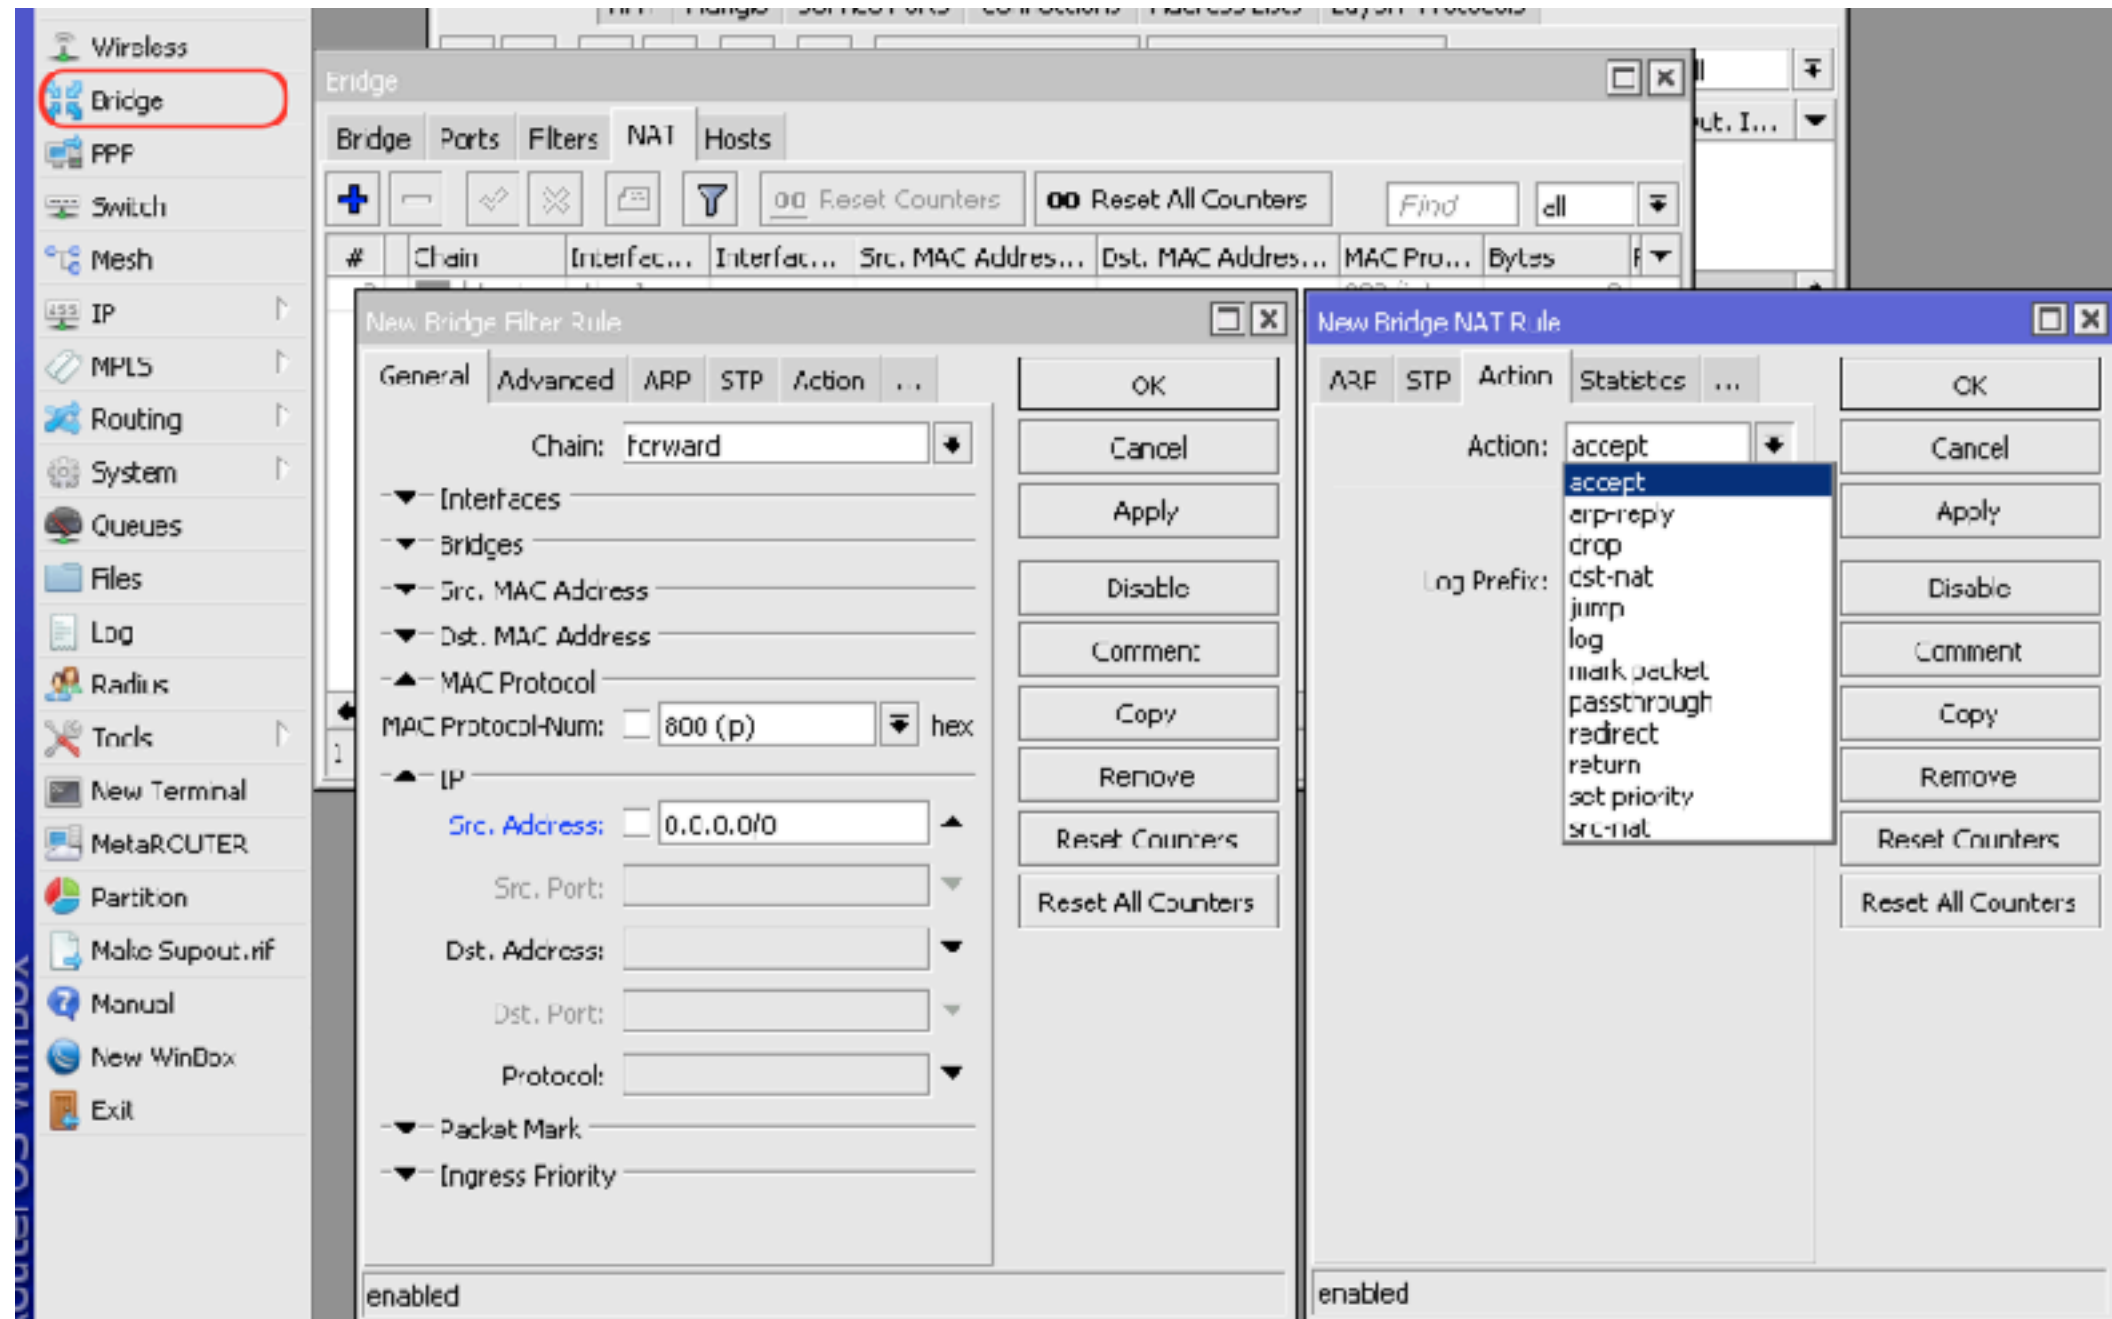 Wireless
Bridge
PPP
Switch
Mesh
IP
MPLS
Routing
System
Queues
Files
Log
Radius
Tools
New Terminal
MetaROUTER
Partition
Make Supout.rif
Manual
New WinBox
Exit
RouterOS WinBox
Bridge
Bridge Ports Filters NAT Hosts
Reset Counters Reset All Counters Find all
# Chain Interfac... Interfac... Src. MAC Addres... Dst. MAC Addres... MAC Pro... Bytes
ut. I...
New Bridge Filter Rule
General Advanced ARP STP Action ...
Chain: forward
Interfaces
Bridges
Src. MAC Address
Dst. MAC Address
MAC Protocol
MAC Protocol-Num: 800 (ip) hex
IP
Src. Address: 0.0.0.0/0
Src. Port:
Dst. Address:
Dst. Port:
Protocol:
Packet Mark
Ingress Priority
enabled
OK
Cancel
Apply
Disable
Comment
Copy
Remove
Reset Counters
Reset All Counters
New Bridge NAT Rule
ARP STP Action Statistics ...
Action: accept
accept
arp-reply
drop
dst-nat
jump
log
mark packet
passthrough
redirect
return
set priority
src-nat
Log Prefix:
enabled
OK
Cancel
Apply
Disable
Comment
Copy
Remove
Reset Counters
Reset All Counters